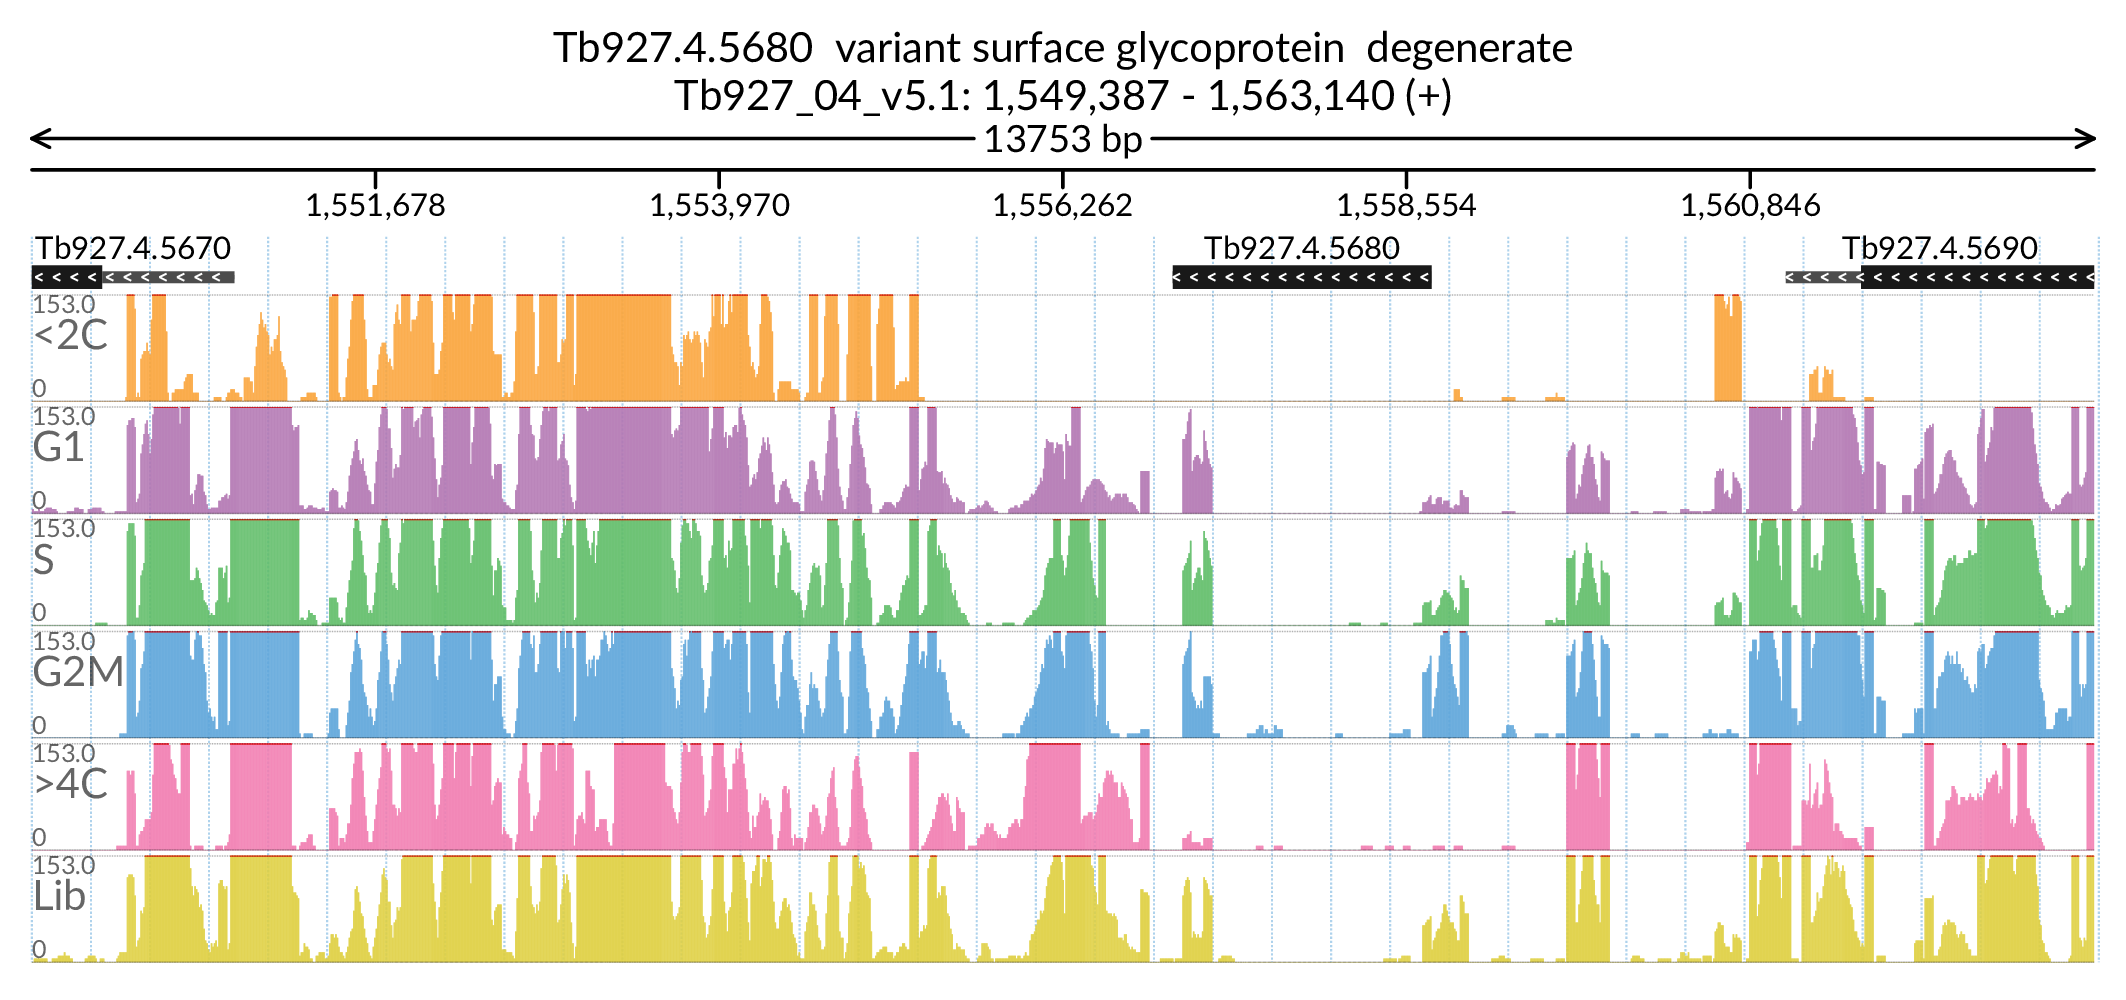 Tb927.4.5680  variant surface glycoprotein  degenerate
Tb927_04_v5.1: 1,549,387 - 1,563,140 (+)
13753 bp
1,551,678 1,553,970 1,556,262 1,558,554 1,560,846
Tb927.4.5670 Tb927.4.5680 Tb927.4.5690
153.0
<2C
0
153.0
G1
0
153.0
S
0
153.0
G2M
0
153.0
>4C
0
153.0
Lib
0